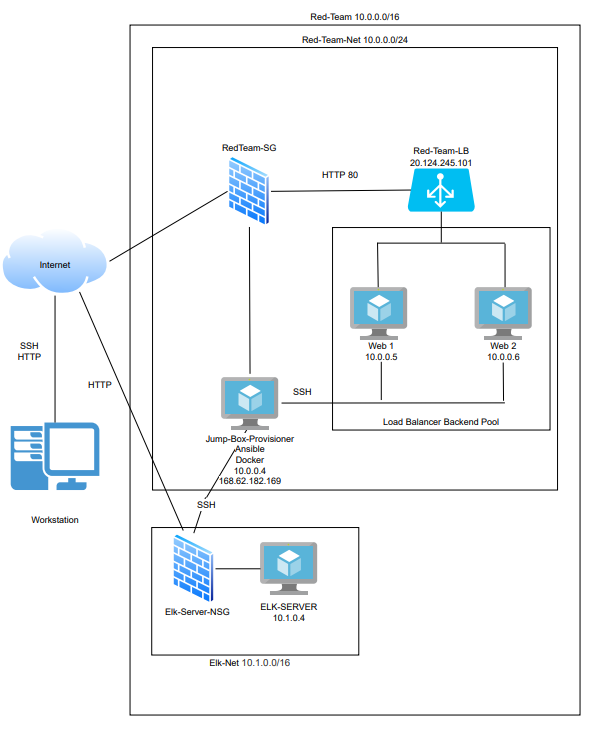 Red-Team 10.0.0.0/16
Red-Team-Net 10.0.0.0/24
RedTeam-SG
Red-Team-LB
20.124.245.101
HTTP 80
Internet
SSH
HTTP
HTTP
Web 1
10.0.0.5
Web 2
10.0.0.6
SSH
Load Balancer Backend Pool
Jump-Box-Provisioner
Ansible
Docker
10.0.0.4
168.62.182.169
SSH
Workstation
Elk-Server-NSG
ELK-SERVER
10.1.0.4
Elk-Net 10.1.0.0/16